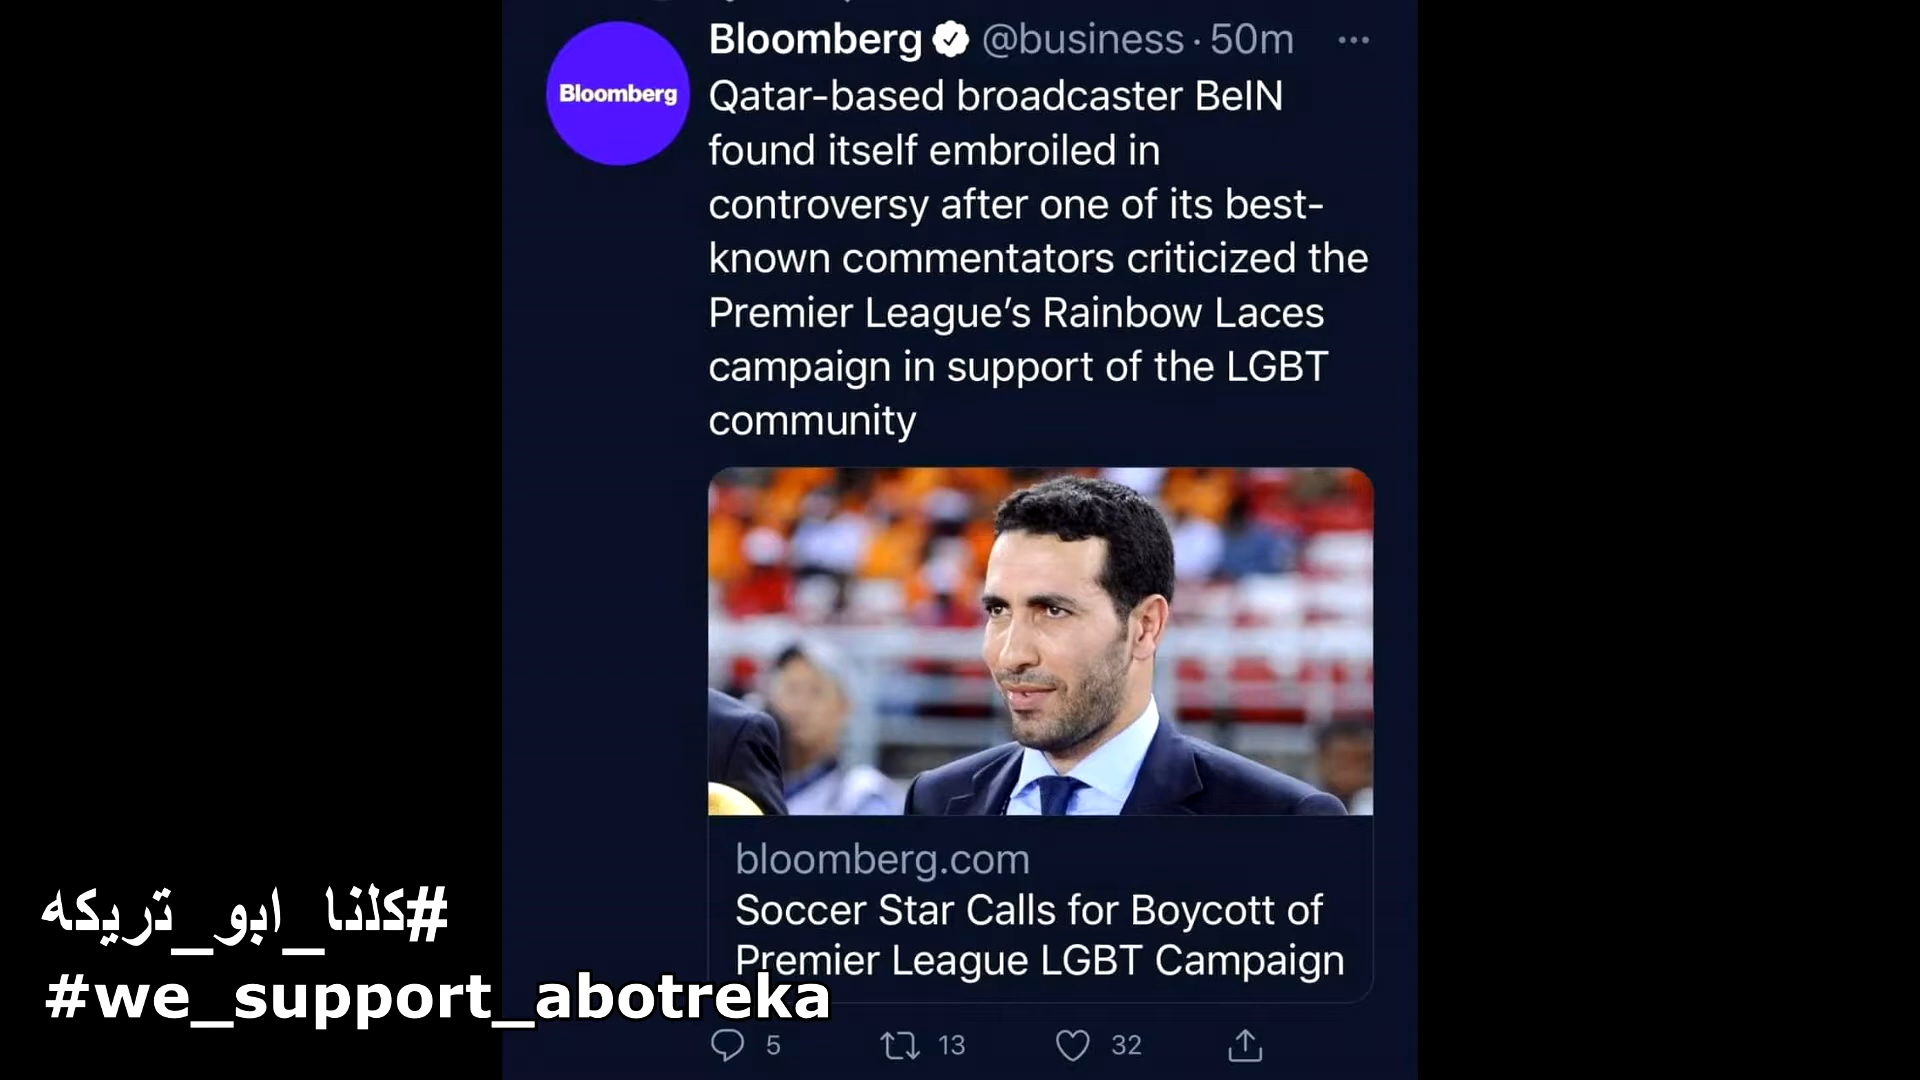 Bloomberg @business · 50m
Bloomberg
Qatar-based broadcaster BeIN
found itself embroiled in
controversy after one of its best-
known commentators criticized the
Premier League’s Rainbow Laces
campaign in support of the LGBT
community
bloomberg.com
Soccer Star Calls for Boycott of
Premier League LGBT Campaign
#كلنا_ابو_تريكه
#we_support_abotreka
5 13 32